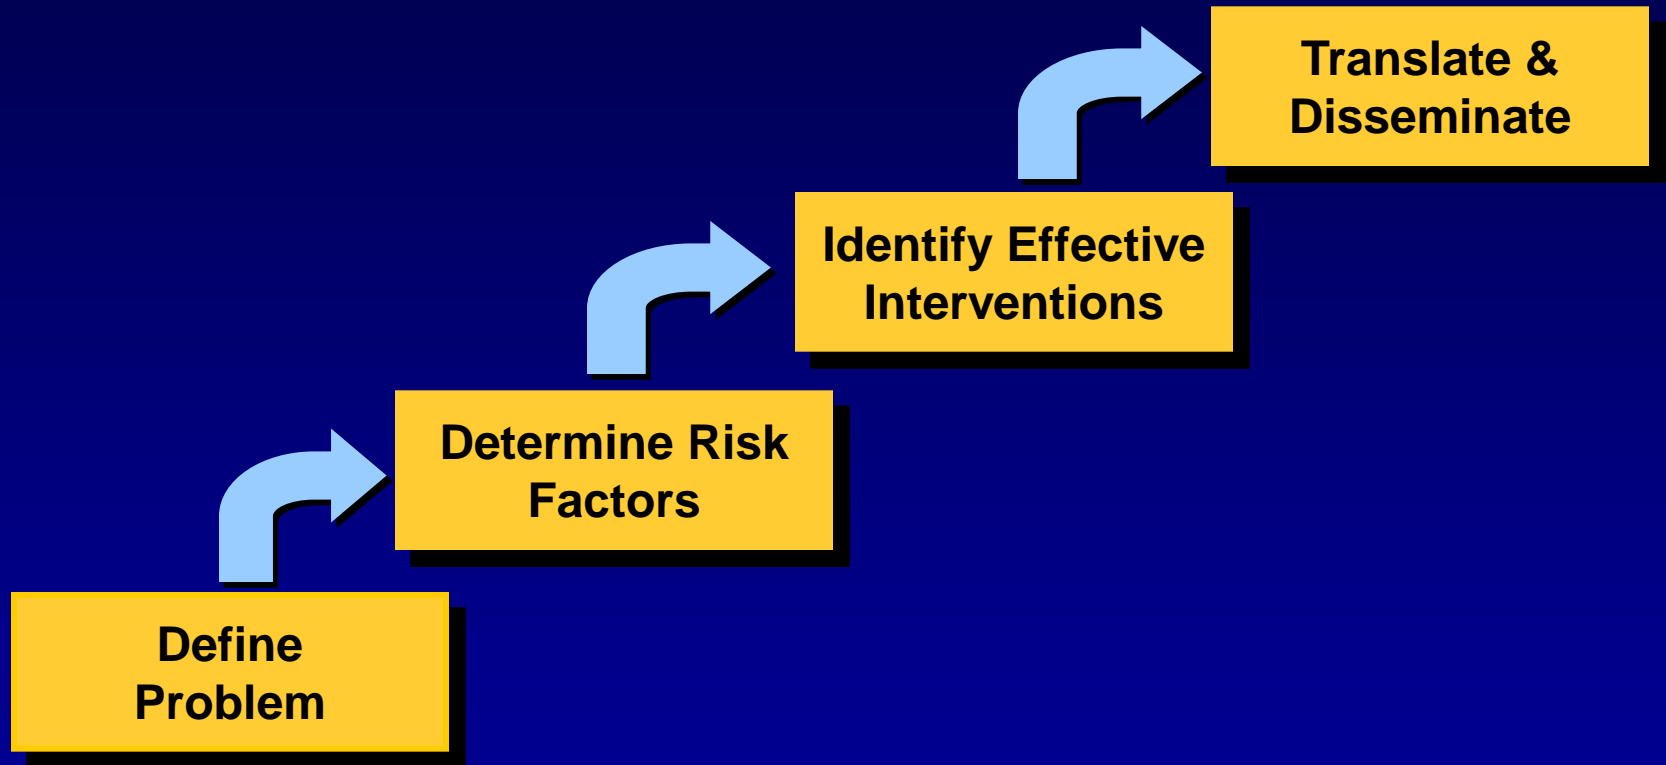 Translate &
Disseminate
Identify Effective
Interventions
Determine Risk
Factors
Define
Problem